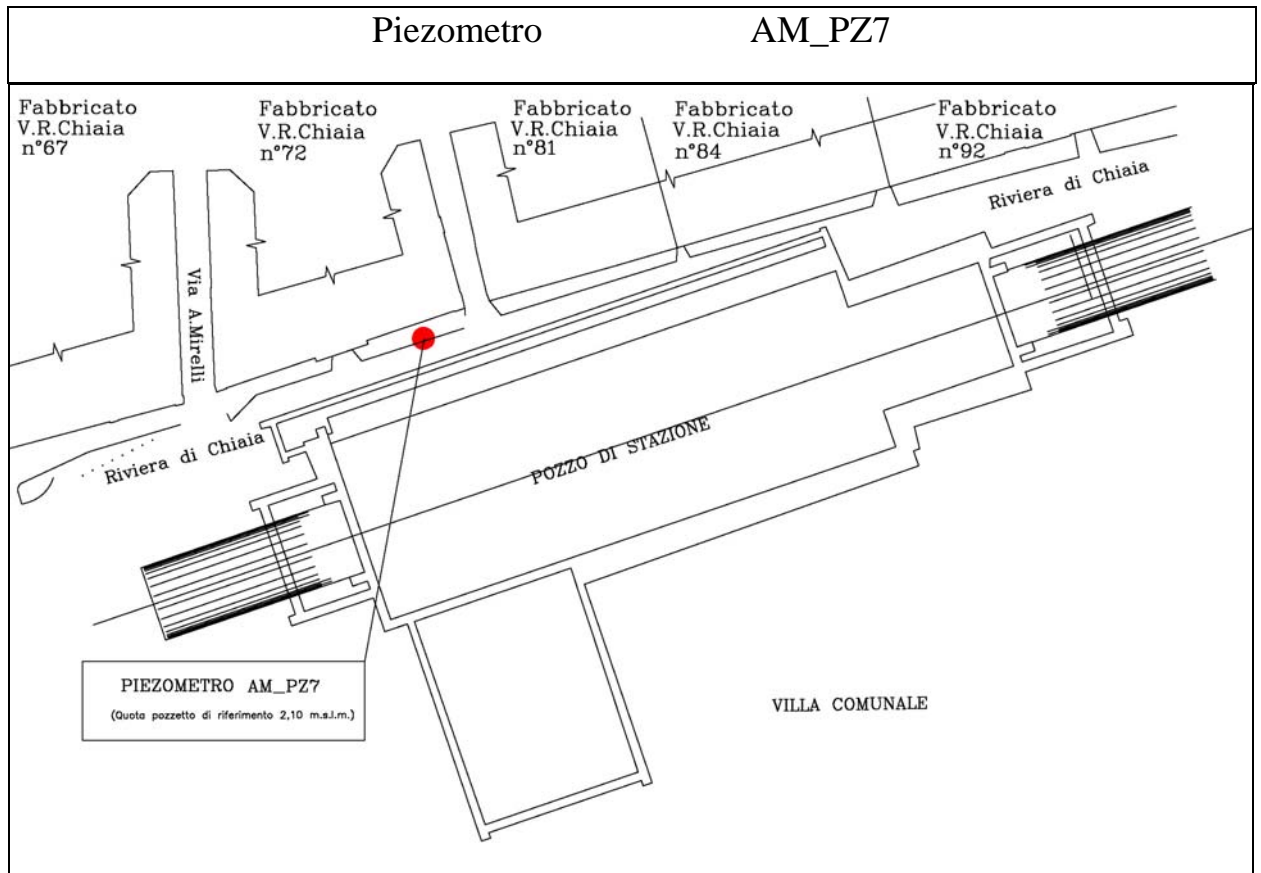 Piezometro AM_PZ7
Fabbricato
V.R.Chiaia
n°67
Fabbricato
V.R.Chiaia
n°72
Fabbricato
V.R.Chiaia
n°81
Fabbricato
V.R.Chiaia
n°84
Fabbricato
V.R.Chiaia
n°92
Riviera di Chiaia
Via A.Mirelli
Riviera di Chiaia
POZZO DI STAZIONE
PIEZOMETRO AM_PZ7
(Quota pozzetto di riferimento 2,10 m.s.l.m.)
VILLA COMUNALE